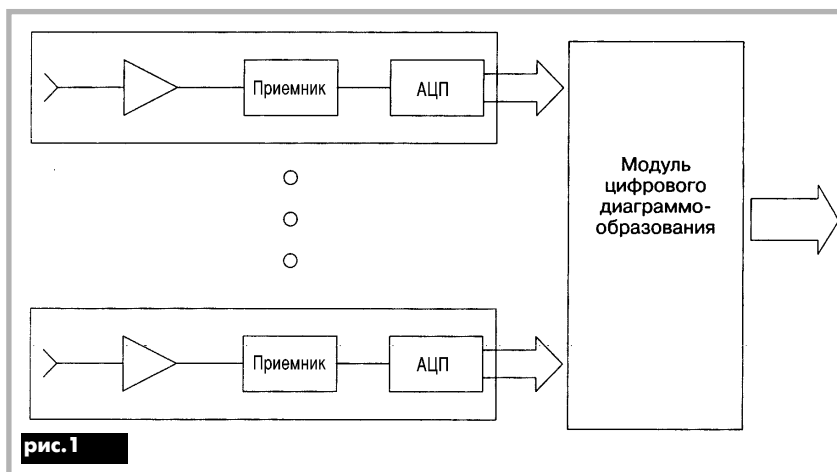 Приемник
АЦП
Модуль
цифрового
диаграммо-
образования
Приемник
АЦП
рис.1